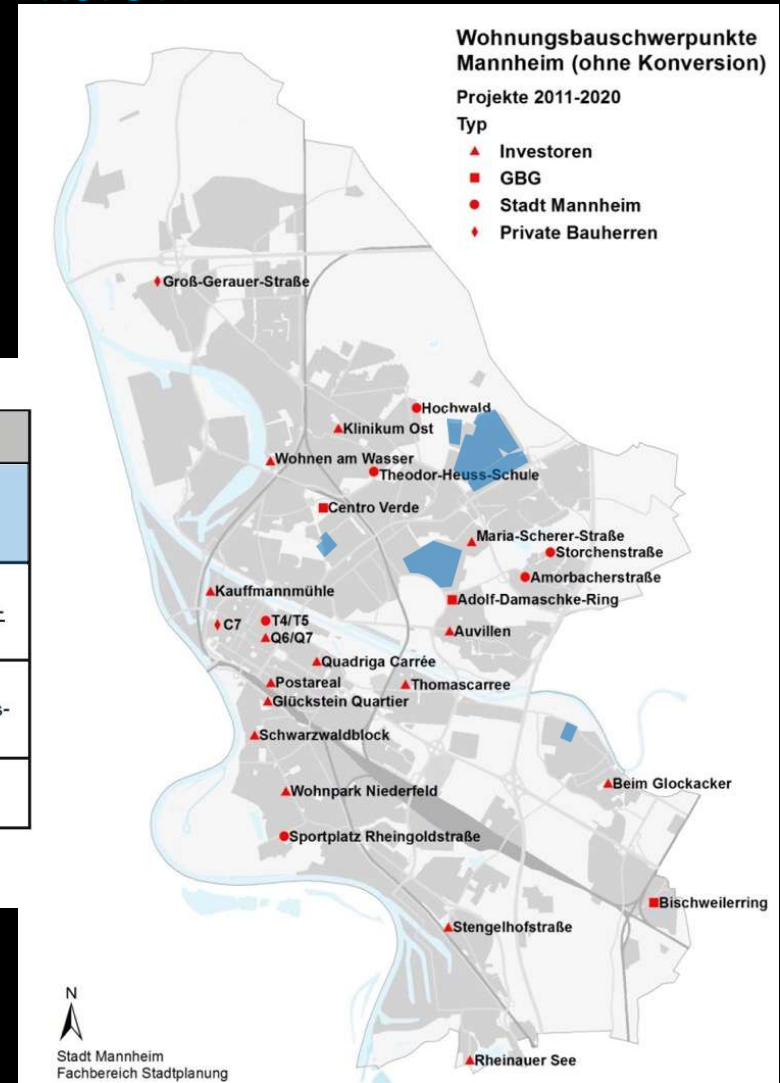 Wohnungsbauschwerpunkte
Mannheim (ohne Konversion)
Projekte 2011-2020
Typ
Investoren
GBG
Stadt Mannheim
Private Bauherren
Groß-Gerauer-Straße
Hochwald
Klinikum Ost
Wohnen am Wasser
Theodor-Heuss-Schule
Centro Verde
Maria-Scherer-Straße
Storchenstraße
Amorbacherstraße
Kauffmannmühle
Adolf-Damaschke-Ring
C7
T4/T5
Q6/Q7
Auvillen
Quadriga Carrée
Postareal
Thomascarree
Glückstein Quartier
Schwarzwaldblock
Beim Glockacker
Wohnpark Niederfeld
Sportplatz Rheingoldstraße
Bischweilerring
Stengelhofstraße
N
Stadt Mannheim
Fachbereich Stadtplanung
Rheinauer See